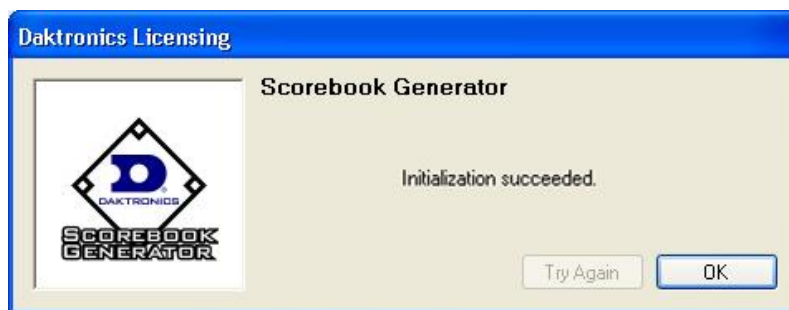 Daktronics Licensing
Scorebook Generator
D
DAKTRONICS
SCOREBOOK
GENERATOR
Initialization succeeded.
Try Again
OK